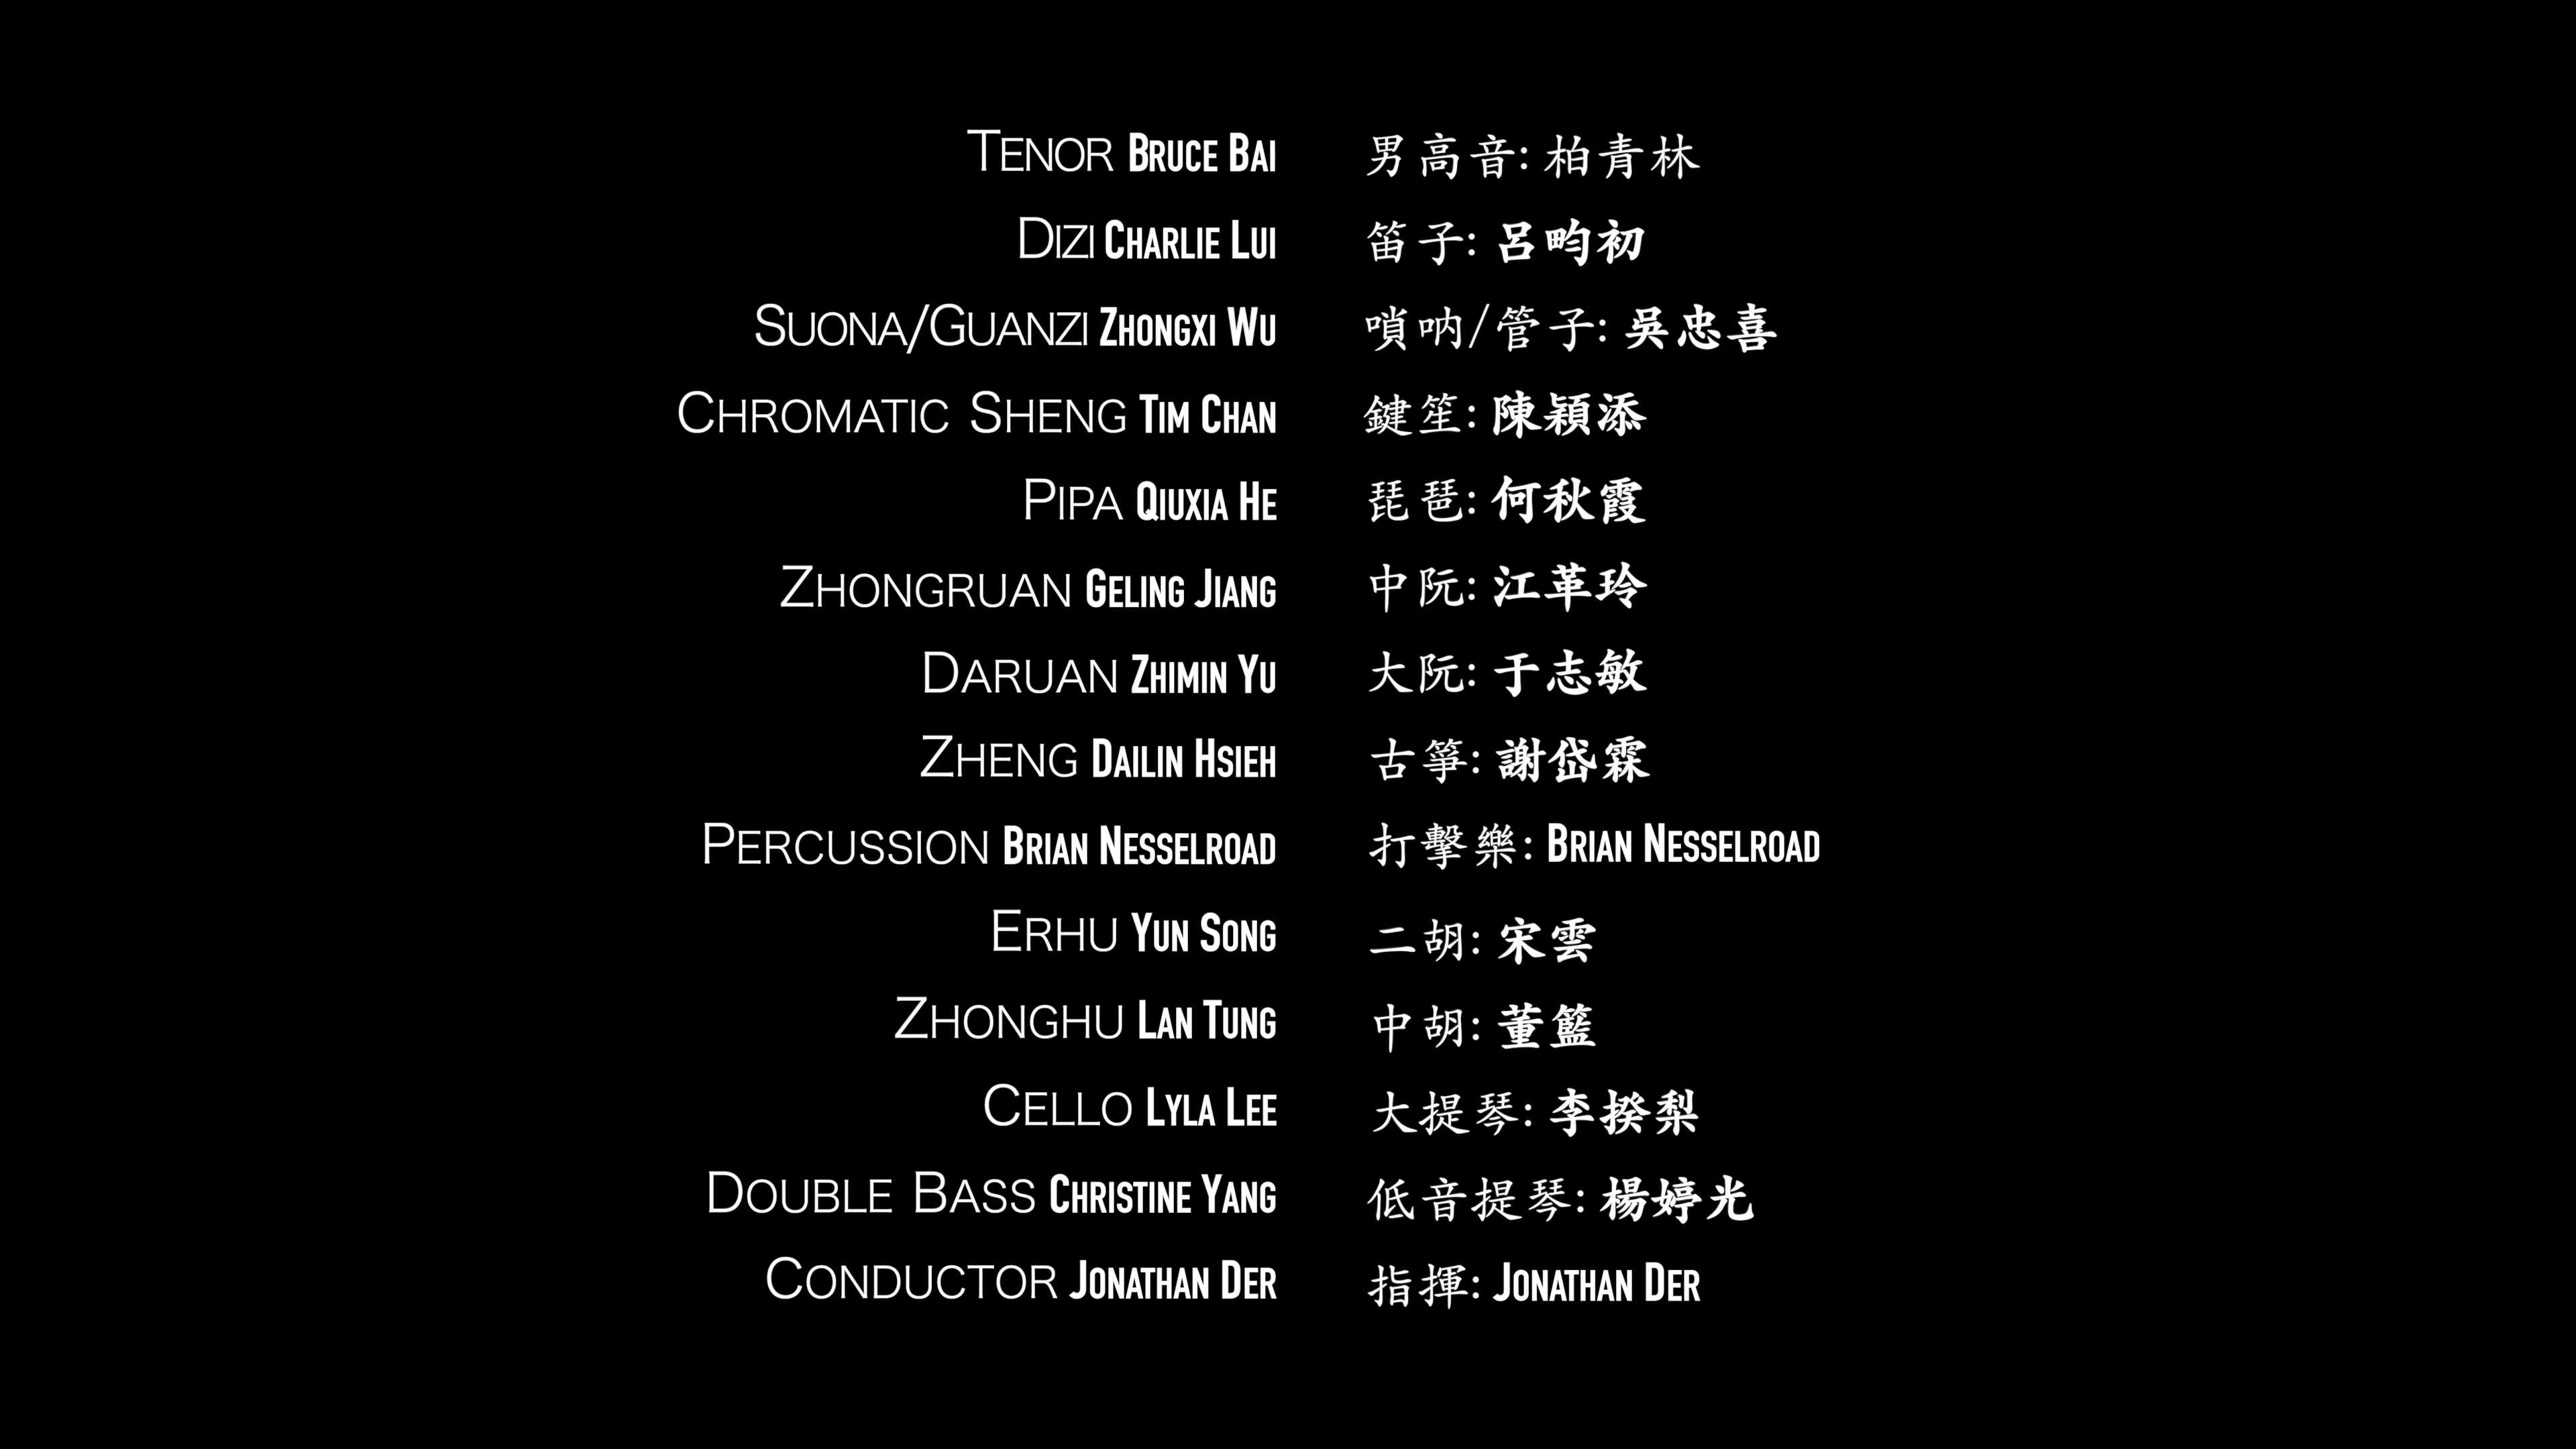 TENOR BRUCE BAI 男高音: 柏青林
DIZI CHARLIE LUI 笛子: 呂畇初
SUONA/GUANZI ZHONGXI WU 嗩呐/管子: 吳忠喜
CHROMATIC SHENG TIM CHAN 鍵笙: 陳穎添
PIPA QIUXIA HE 琵琶: 何秋霞
ZHONGRUAN GELING JIANG 中阮: 江革玲
DARUAN ZHIMIN YU 大阮: 于志敏
ZHENG DAILIN HSIEH 古箏: 謝岱霖
PERCUSSION BRIAN NESSELROAD 打擊樂: BRIAN NESSELROAD
ERHU YUN SONG 二胡: 宋雲
ZHONGHU LAN TUNG 中胡: 董籃
CELLO LYLA LEE 大提琴: 李揆梨
DOUBLE BASS CHRISTINE YANG 低音提琴: 楊婷光
CONDUCTOR JONATHAN DER 指揮: JONATHAN DER